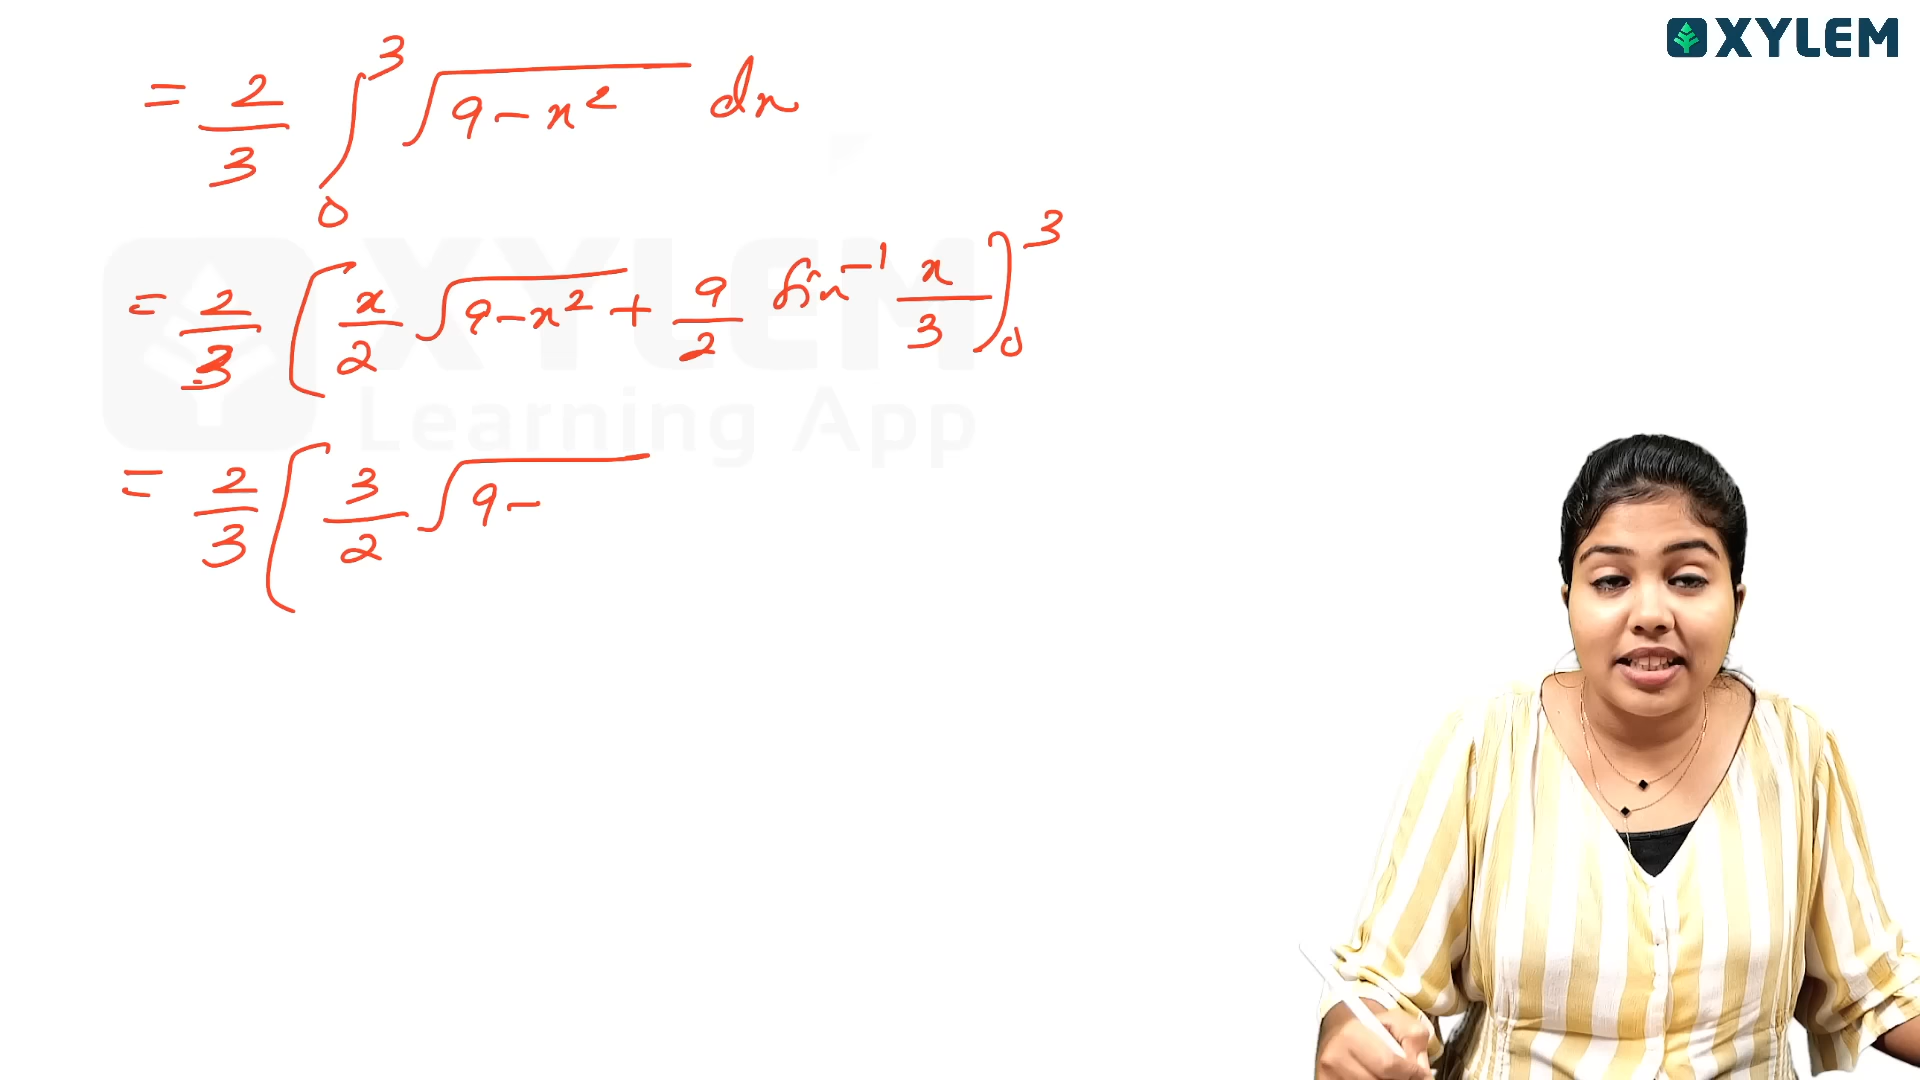 XYLEM
= 2/3 ∫₀³ √(9-x²) dx
= 2/3 [ x/2 √(9-x²) + 9/2 sin⁻¹ x/3 ]₀³
XYLEM
Learning App
= 2/3 [ 3/2 √(9-